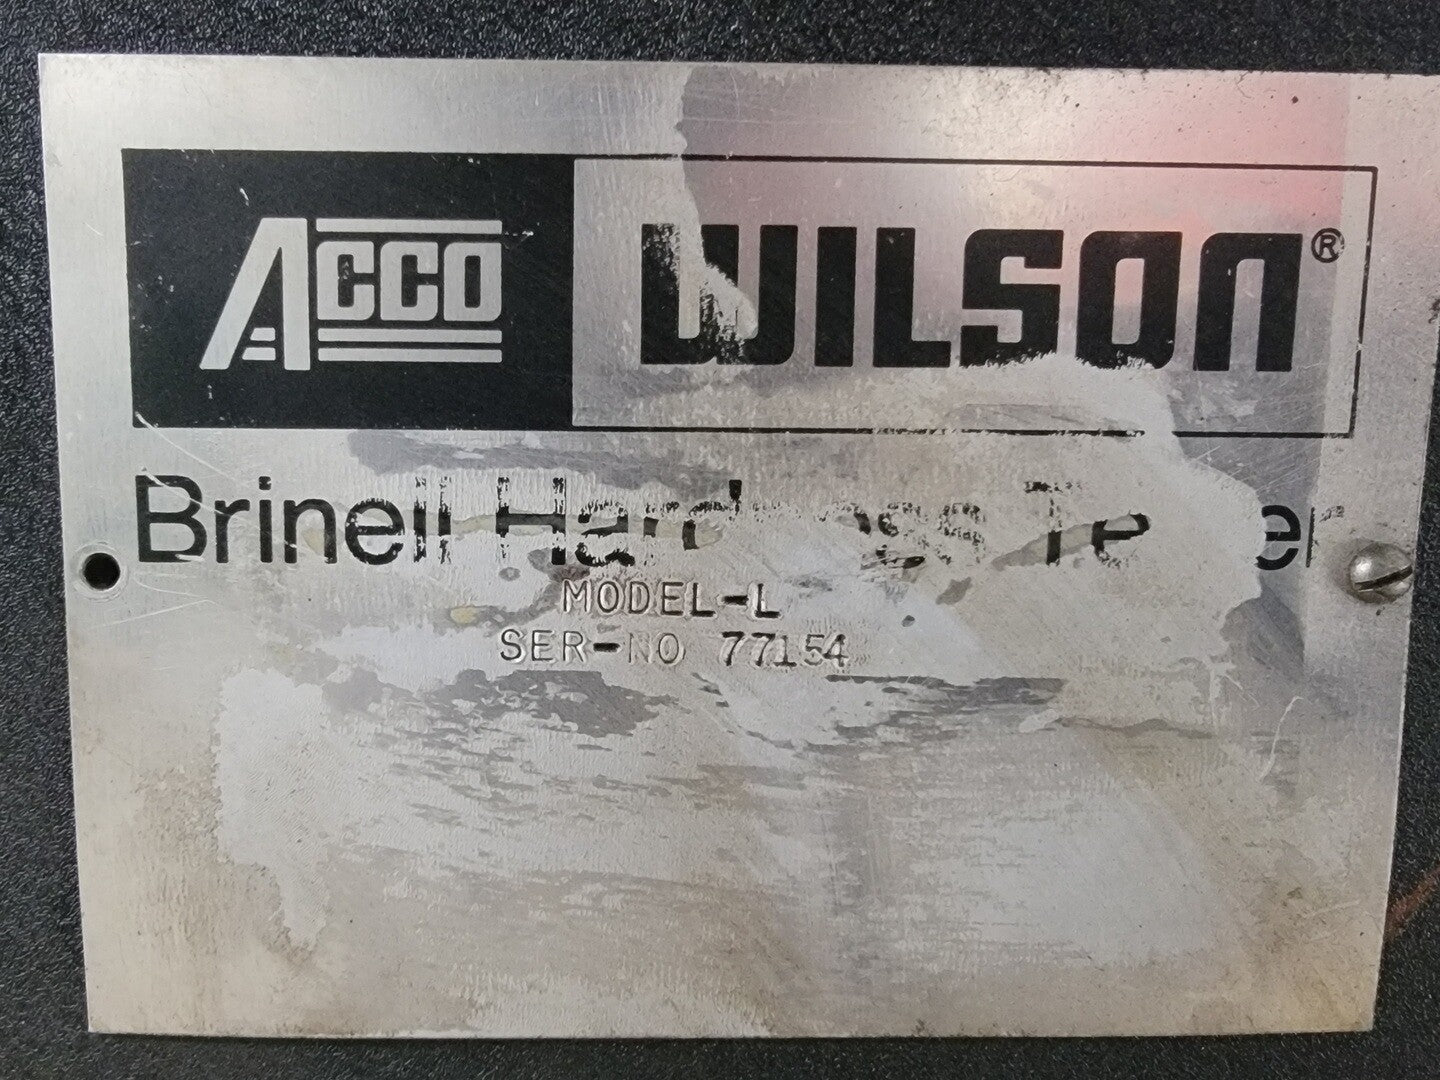 ACCO WILSON®
Brinell Hardness Tester
MODEL-L
SER-NO 77154